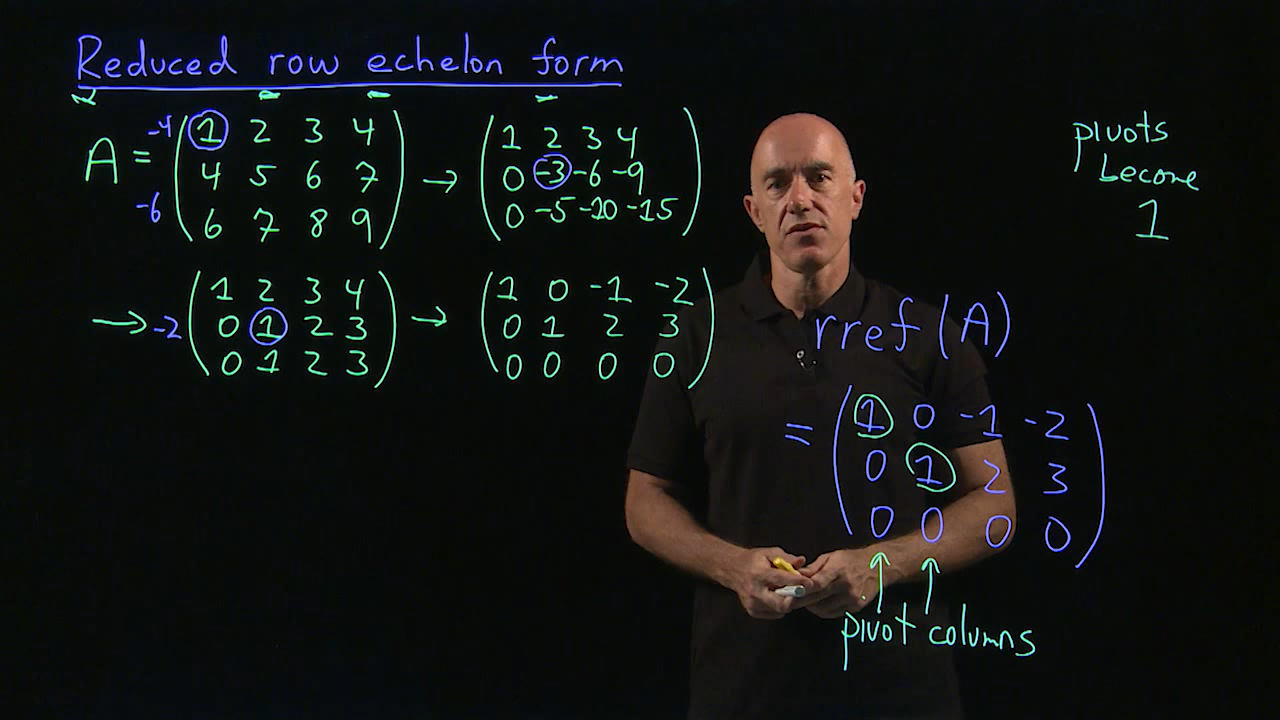 Reduced row echelon form
A = -4 -6 (1 2 3 4
4 5 6 7
6 7 8 9) → (1 2 3 4
0 -3 -6 -9
0 -5 -10 -15)
→ -2 (1 2 3 4
0 1 2 3
0 1 2 3) → (1 0 -1 -2
0 1 2 3
0 0 0 0)
pivots
become
1
rref(A)
= (1 0 -1 -2
0 1 2 3
0 0 0 0)
↑ ↑
pivot columns